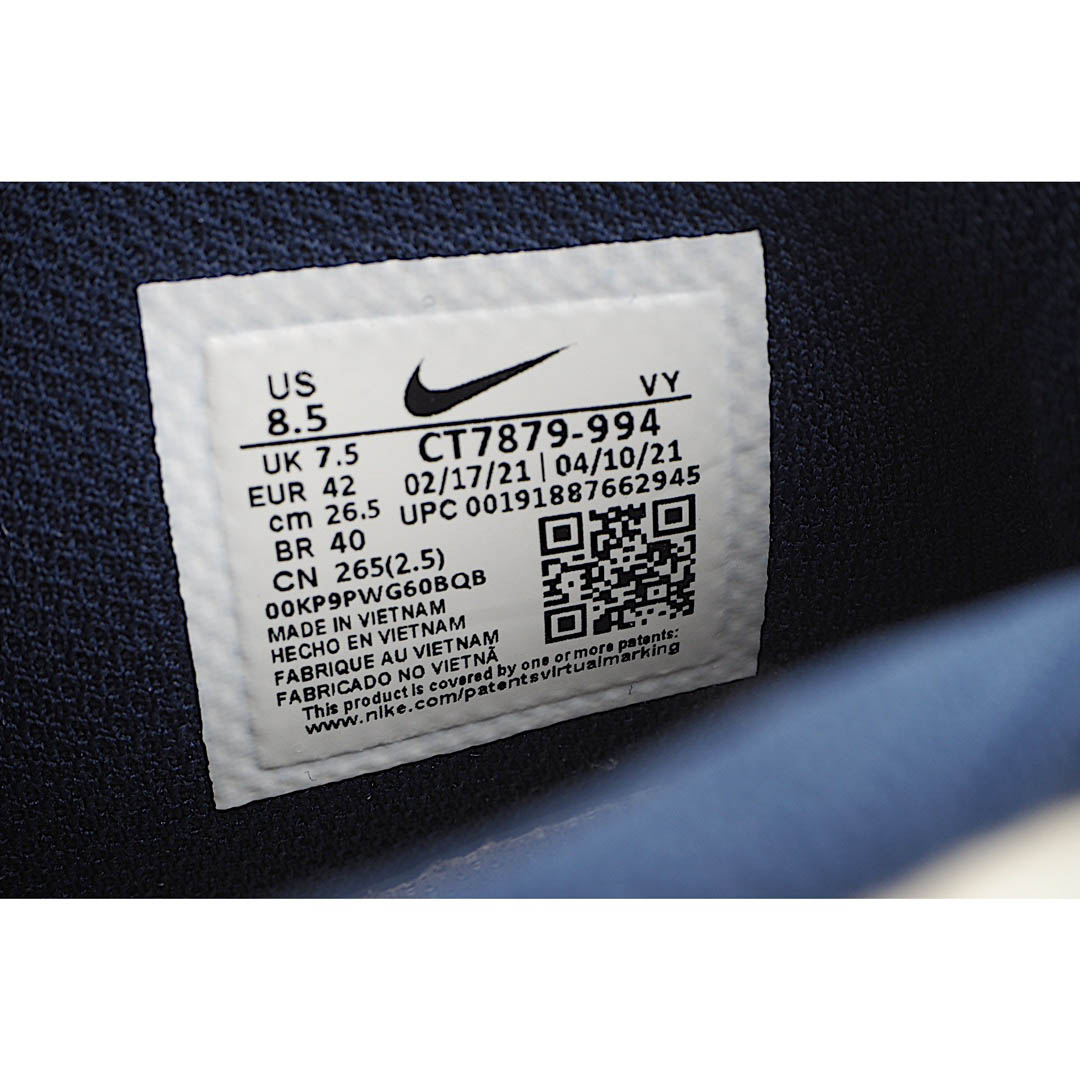 US
8.5
VY
UK 7.5
CT7879-994
EUR 42
02/17/21 | 04/10/21
cm 26.5
UPC 00191887662945
BR 40
CN 265(2.5)
00KP9PWG60BQB
MADE IN VIETNAM
HECHO EN VIETNAM
FABRIQUE AU VIETNAM
FABRICADO NO VIETNÃ
This product is covered by one or more patents:
www.nike.com/patentsvirtualmarking